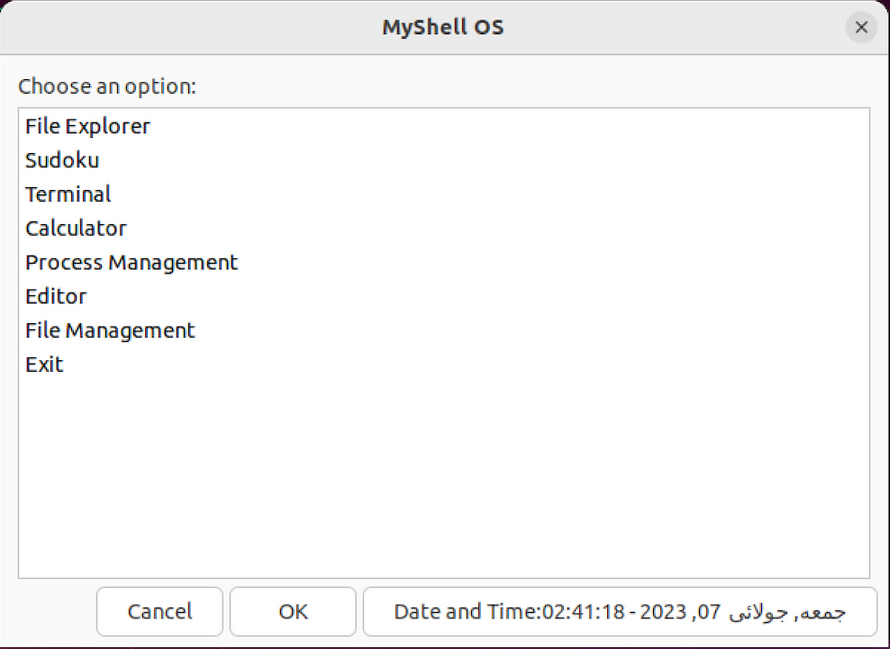 MyShell OS
Choose an option:
File Explorer
Sudoku
Terminal
Calculator
Process Management
Editor
File Management
Exit
Cancel
OK
Date and Time:02:41:18 - 2023 ,07 جمعه, جولائی